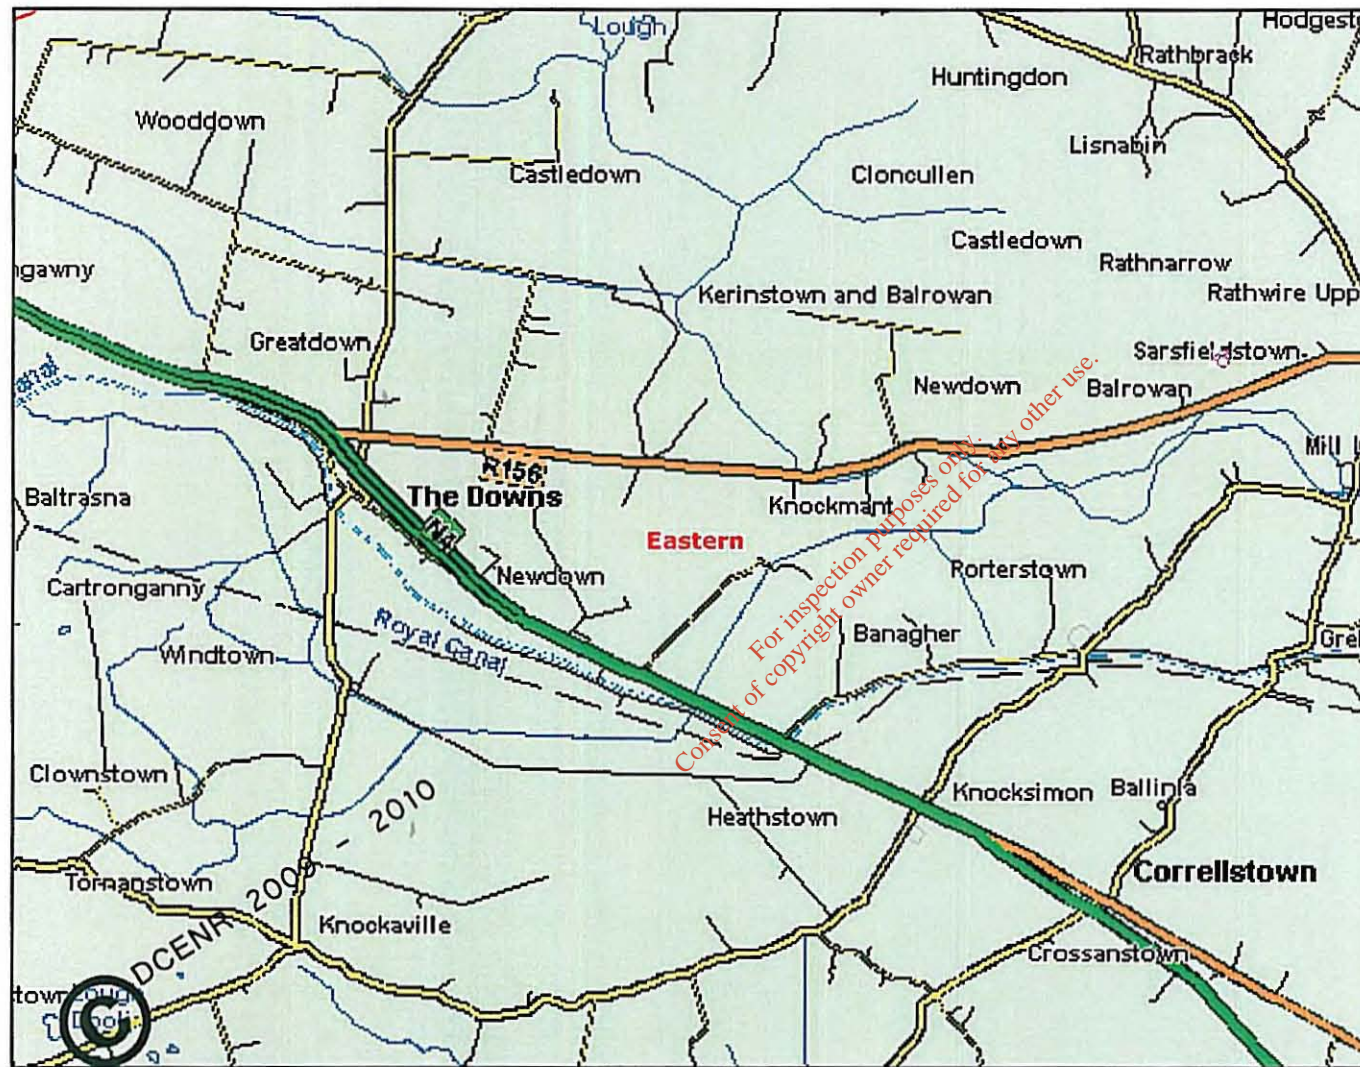 Lough
Hodgest
Rathbrack
Huntingdon
Wooddown
Lisnabin
Castledown
Cloncullen
Castledown
ngawny
Rathnarrow
Kerinstown and Balrowan
Rathwire Upp
Greatdown
Sarsfieldstown
Newdown
Balrowan
R156
Mill
Baltrasna
The Downs
Knockmant
N4
Eastern
Newdown
Porterstown
Cartronganny
Royal Canal
Banagher
Gre
Windtown
For inspection purposes only.
Consent of copyright owner required for any other use.
Clownstown
Knocksimon
Ballinla
Heathstown
Correllstown
Tornanstown
Knockaville
Crossanstown
town
© DCENR 2009 - 2010